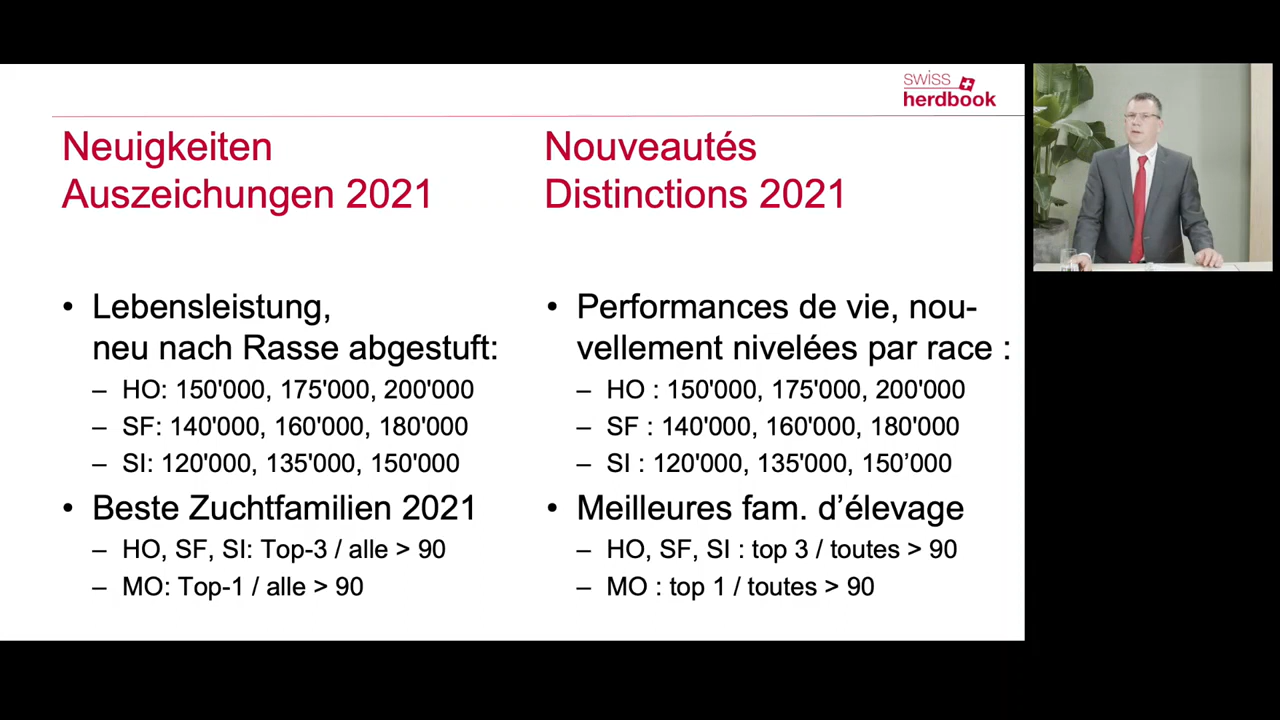 swiss
herdbook
Neuigkeiten
Auszeichungen 2021
• Lebensleistung,
neu nach Rasse abgestuft:
– HO: 150'000, 175'000, 200'000
– SF: 140'000, 160'000, 180'000
– SI: 120'000, 135'000, 150'000
• Beste Zuchtfamilien 2021
– HO, SF, SI: Top-3 / alle > 90
– MO: Top-1 / alle > 90
Nouveautés
Distinctions 2021
• Performances de vie, nou-
vellement nivelées par race :
– HO : 150'000, 175'000, 200'000
– SF : 140'000, 160'000, 180'000
– SI : 120'000, 135'000, 150’000
• Meilleures fam. d’élevage
– HO, SF, SI : top 3 / toutes > 90
– MO : top 1 / toutes > 90